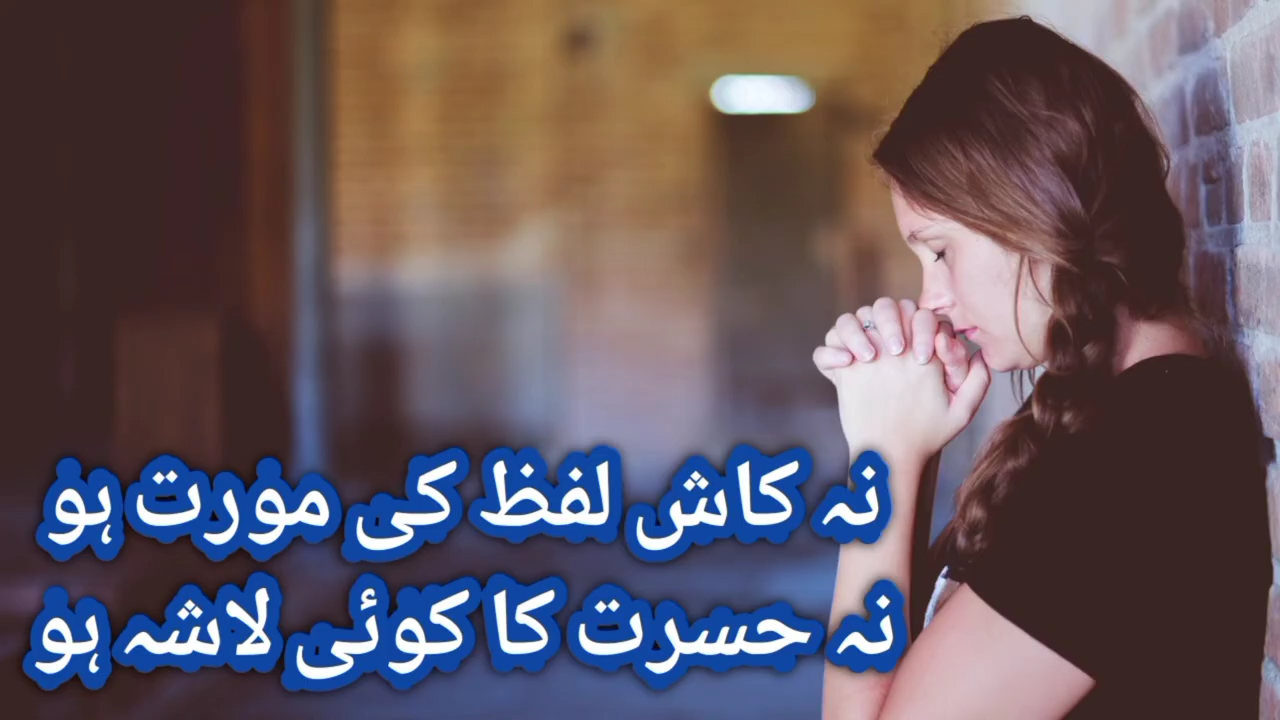 نہ کاش لفظ کی مورت ہو
نہ حسرت کا کوئی لاشہ ہو